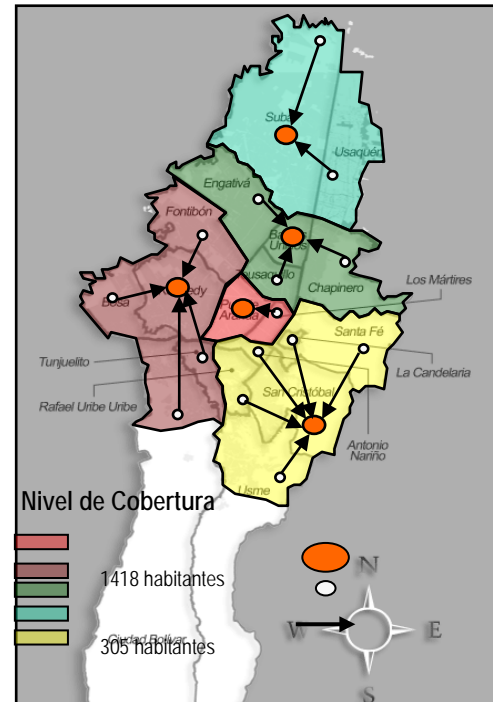 Suba
Usaquén
Engativá
Fontibón
Barrios Unidos
Teusaquillo
Chapinero
Los Mártires
Bosa
Kennedy
Puente Aranda
Santa Fé
Tunjuelito
La Candelaria
San Cristóbal
Rafael Uribe Uribe
Antonio
Nariño
Usme
Nivel de Cobertura
1418 habitantes
305 habitantes
Ciudad Bolívar
N
W
E
S